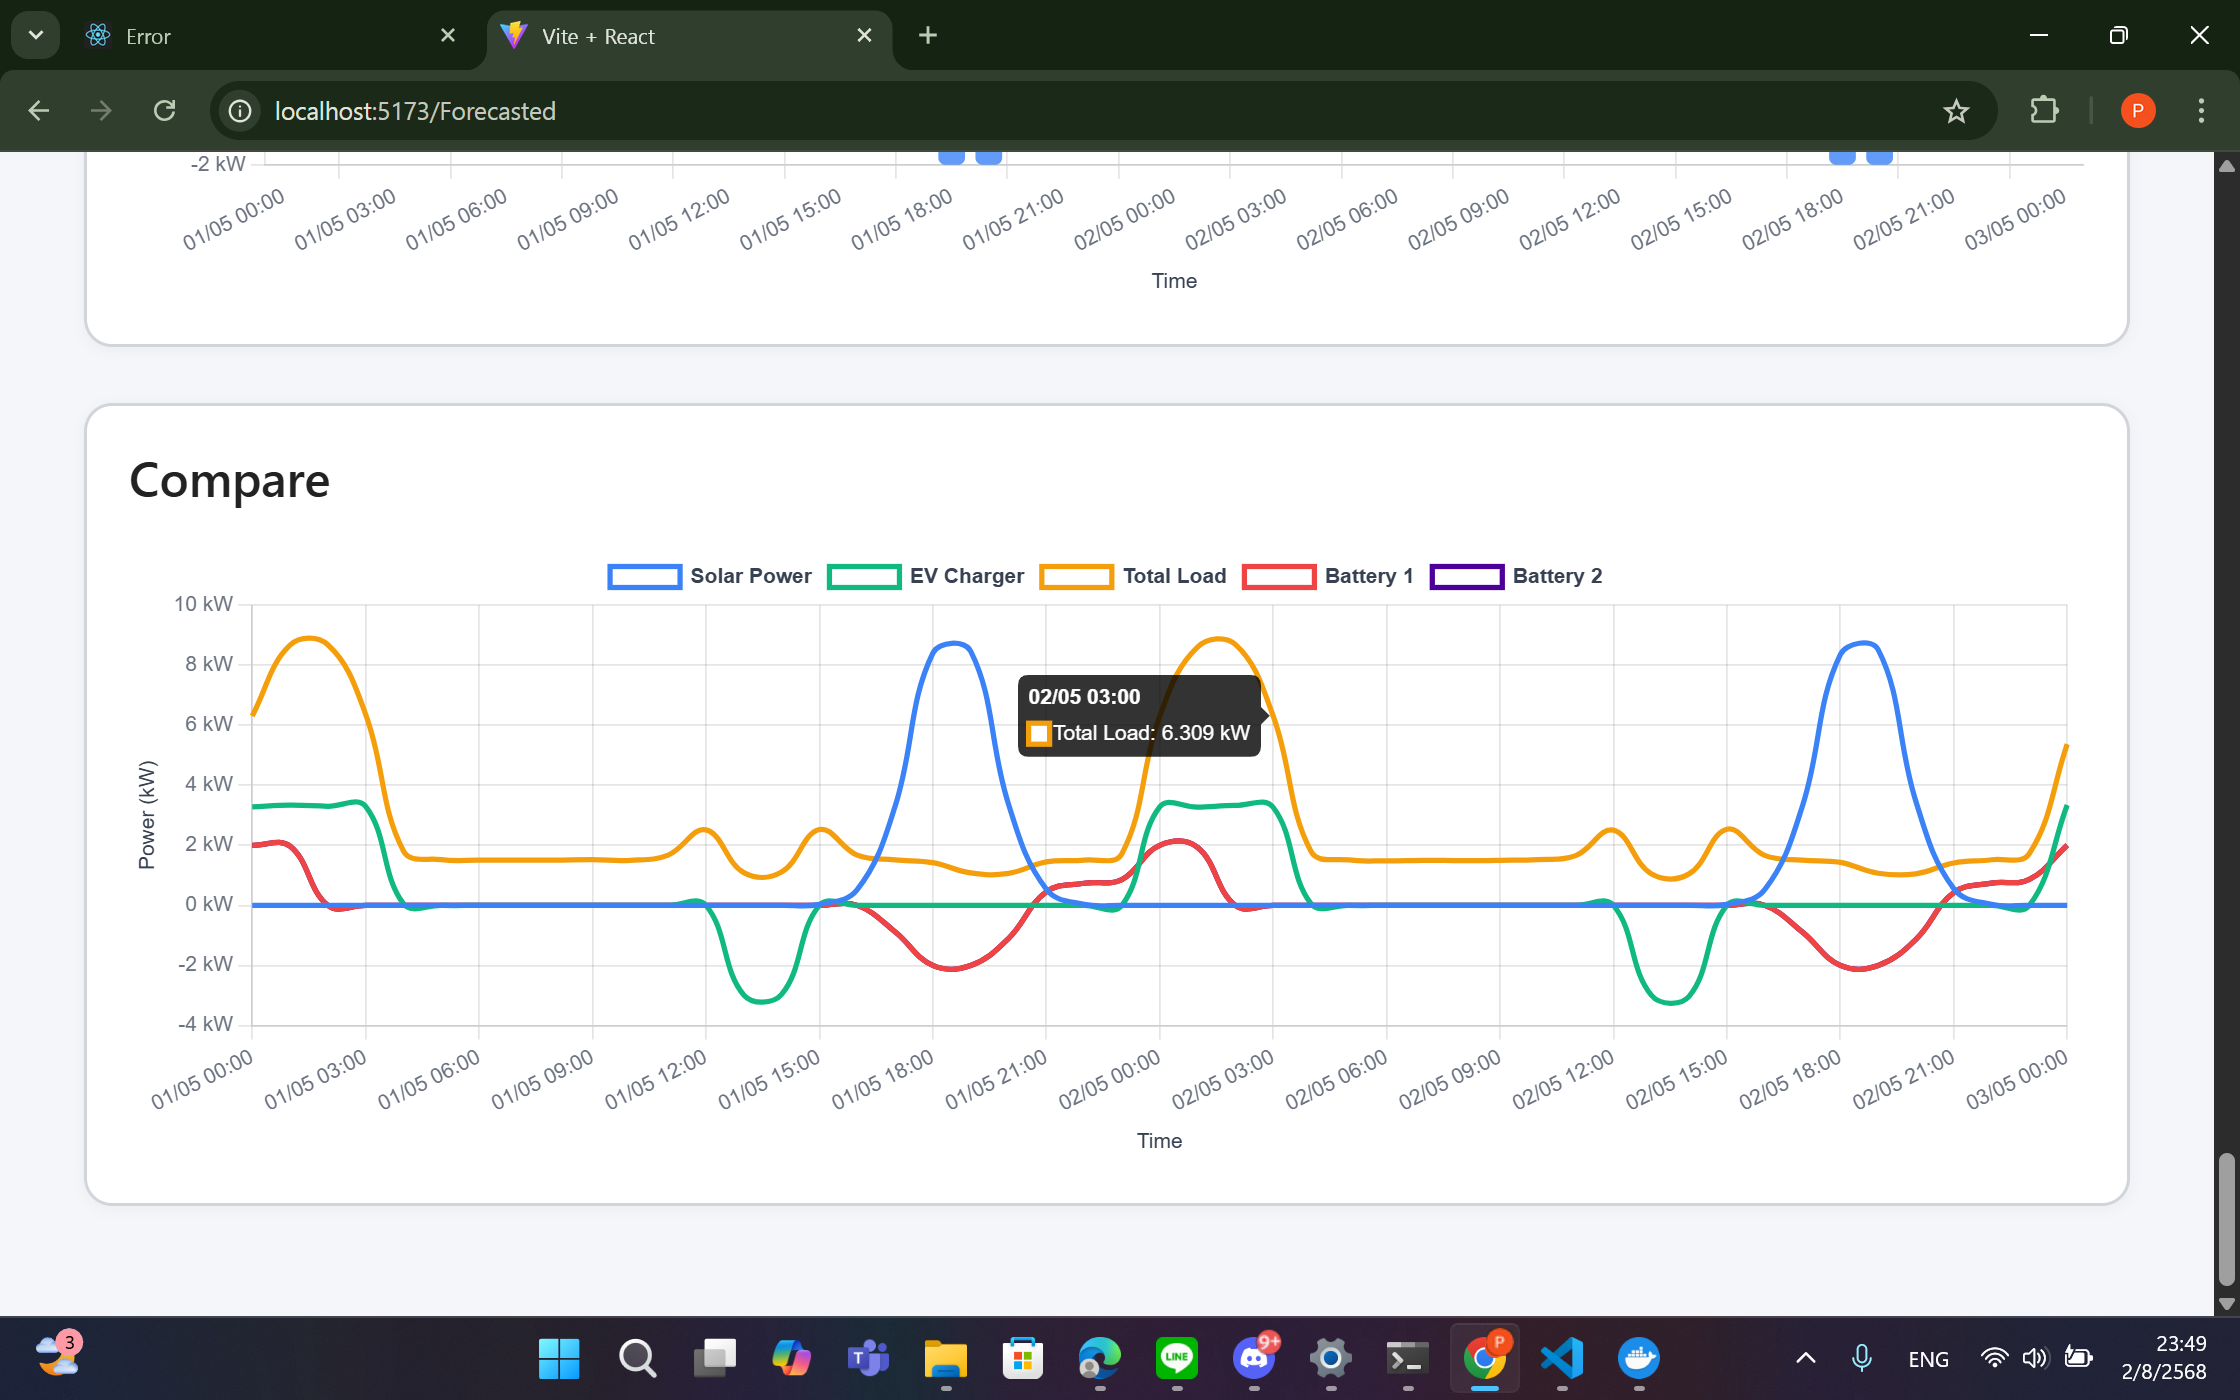 Error
Vite + React
localhost:5173/Forecasted
P
-2 kW
01/05 00:00 01/05 03:00 01/05 06:00 01/05 09:00 01/05 12:00 01/05 15:00 01/05 18:00 01/05 21:00 02/05 00:00 02/05 03:00 02/05 06:00 02/05 09:00 02/05 12:00 02/05 15:00 02/05 18:00 02/05 21:00 03/05 00:00
Time
Compare
Solar Power EV Charger Total Load Battery 1 Battery 2
10 kW
8 kW
6 kW
4 kW
2 kW
0 kW
-2 kW
-4 kW
Power (kW)
02/05 03:00
Total Load: 6.309 kW
01/05 00:00 01/05 03:00 01/05 06:00 01/05 09:00 01/05 12:00 01/05 15:00 01/05 18:00 01/05 21:00 02/05 00:00 02/05 03:00 02/05 06:00 02/05 09:00 02/05 12:00 02/05 15:00 02/05 18:00 02/05 21:00 03/05 00:00
Time
3
T
LINE
9+
P
ENG
23:49
2/8/2568